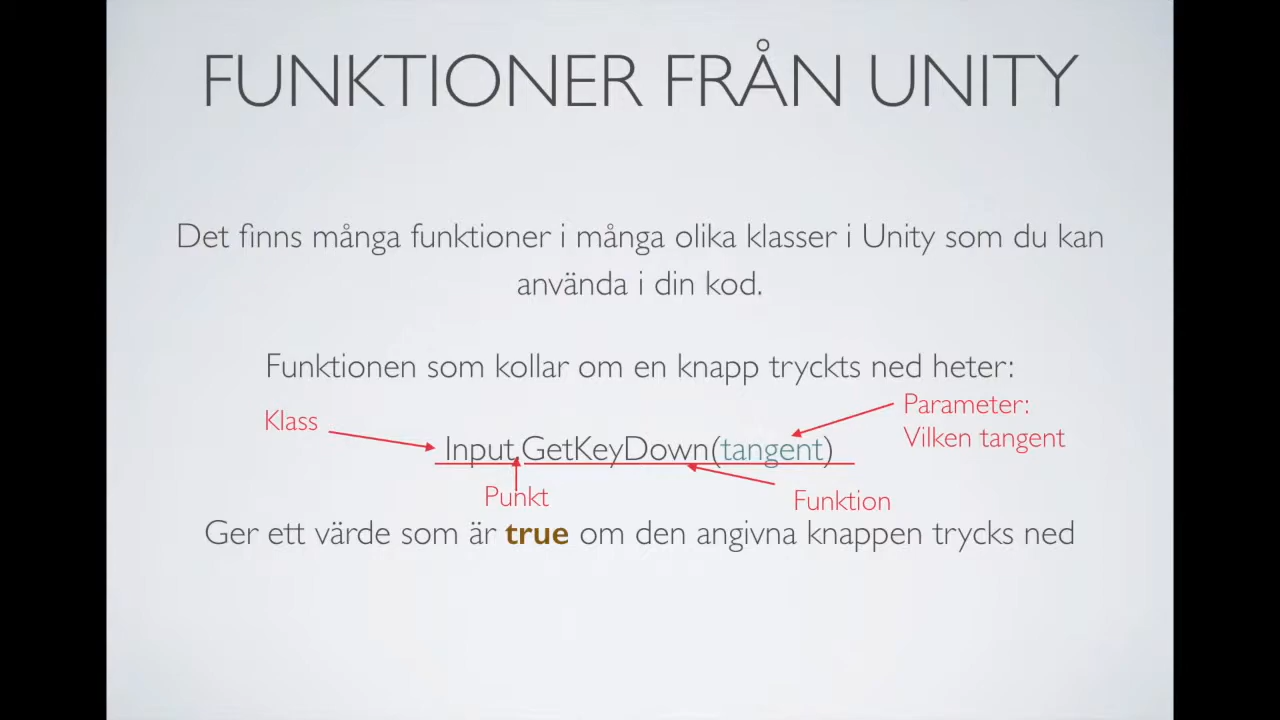 FUNKTIONER FRÅN UNITY
Det finns många funktioner i många olika klasser i Unity som du kan
använda i din kod.
Funktionen som kollar om en knapp tryckts ned heter:
Klass
Parameter:
Vilken tangent
Input.GetKeyDown(tangent)
Punkt
Funktion
Ger ett värde som är true om den angivna knappen trycks ned